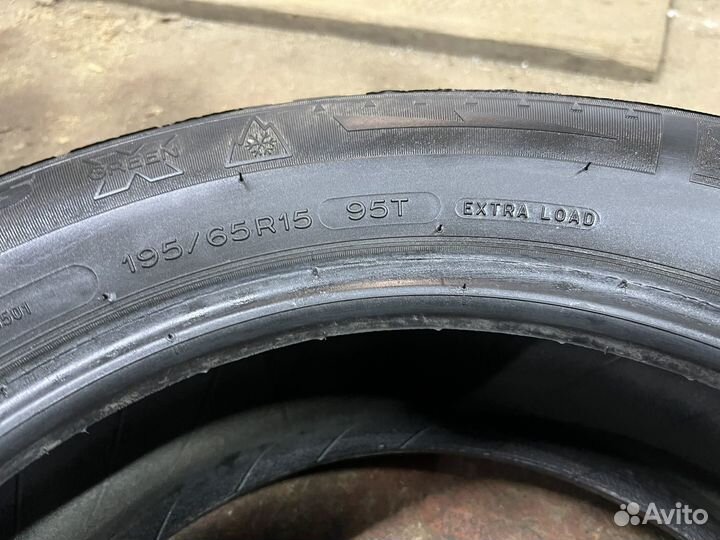 GREEN X
195/65R15 95T EXTRA LOAD
Avito